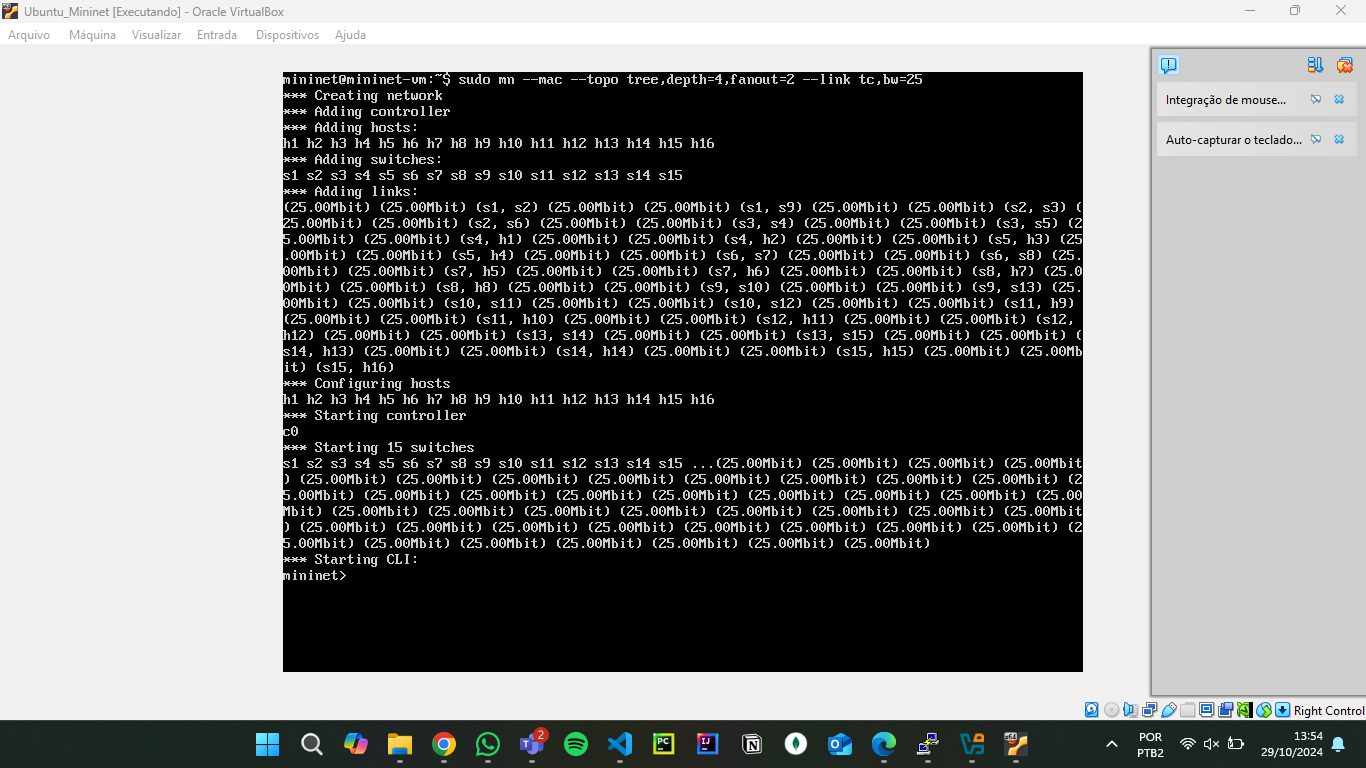 Ubuntu_Mininet [Executando] - Oracle VirtualBox
Arquivo Máquina Visualizar Entrada Dispositivos Ajuda
mininet@mininet-vm:~$ sudo mn --mac --topo tree,depth=4,fanout=2 --link tc,bw=25
*** Creating network
*** Adding controller
*** Adding hosts:
h1 h2 h3 h4 h5 h6 h7 h8 h9 h10 h11 h12 h13 h14 h15 h16
*** Adding switches:
s1 s2 s3 s4 s5 s6 s7 s8 s9 s10 s11 s12 s13 s14 s15
*** Adding links:
(25.00Mbit) (25.00Mbit) (s1, s2) (25.00Mbit) (25.00Mbit) (s1, s9) (25.00Mbit) (25.00Mbit) (s2, s3) (
25.00Mbit) (25.00Mbit) (s2, s6) (25.00Mbit) (25.00Mbit) (s3, s4) (25.00Mbit) (25.00Mbit) (s3, s5) (2
5.00Mbit) (25.00Mbit) (s4, h1) (25.00Mbit) (25.00Mbit) (s4, h2) (25.00Mbit) (25.00Mbit) (s5, h3) (25
.00Mbit) (25.00Mbit) (s5, h4) (25.00Mbit) (25.00Mbit) (s6, s7) (25.00Mbit) (25.00Mbit) (s6, s8) (25.
00Mbit) (25.00Mbit) (s7, h5) (25.00Mbit) (25.00Mbit) (s7, h6) (25.00Mbit) (25.00Mbit) (s8, h7) (25.0
0Mbit) (25.00Mbit) (s8, h8) (25.00Mbit) (25.00Mbit) (s9, s10) (25.00Mbit) (25.00Mbit) (s9, s13) (25.
00Mbit) (25.00Mbit) (s10, s11) (25.00Mbit) (25.00Mbit) (s10, s12) (25.00Mbit) (25.00Mbit) (s11, h9)
(25.00Mbit) (25.00Mbit) (s11, h10) (25.00Mbit) (25.00Mbit) (s12, h11) (25.00Mbit) (25.00Mbit) (s12,
h12) (25.00Mbit) (25.00Mbit) (s13, s14) (25.00Mbit) (25.00Mbit) (s13, s15) (25.00Mbit) (25.00Mbit) (
s14, h13) (25.00Mbit) (25.00Mbit) (s14, h14) (25.00Mbit) (25.00Mbit) (s15, h15) (25.00Mbit) (25.00Mb
it) (s15, h16)
*** Configuring hosts
h1 h2 h3 h4 h5 h6 h7 h8 h9 h10 h11 h12 h13 h14 h15 h16
*** Starting controller
c0
*** Starting 15 switches
s1 s2 s3 s4 s5 s6 s7 s8 s9 s10 s11 s12 s13 s14 s15 ...(25.00Mbit) (25.00Mbit) (25.00Mbit) (25.00Mbit
) (25.00Mbit) (25.00Mbit) (25.00Mbit) (25.00Mbit) (25.00Mbit) (25.00Mbit) (25.00Mbit) (25.00Mbit) (2
5.00Mbit) (25.00Mbit) (25.00Mbit) (25.00Mbit) (25.00Mbit) (25.00Mbit) (25.00Mbit) (25.00Mbit) (25.00
Mbit) (25.00Mbit) (25.00Mbit) (25.00Mbit) (25.00Mbit) (25.00Mbit) (25.00Mbit) (25.00Mbit) (25.00Mbit
) (25.00Mbit) (25.00Mbit) (25.00Mbit) (25.00Mbit) (25.00Mbit) (25.00Mbit) (25.00Mbit) (25.00Mbit) (2
5.00Mbit) (25.00Mbit) (25.00Mbit) (25.00Mbit) (25.00Mbit) (25.00Mbit) (25.00Mbit)
*** Starting CLI:
mininet>
Integração de mouse...
Auto-capturar o teclado...
Right Control
2
PC
IJ
POR
PTB2
13:54
29/10/2024